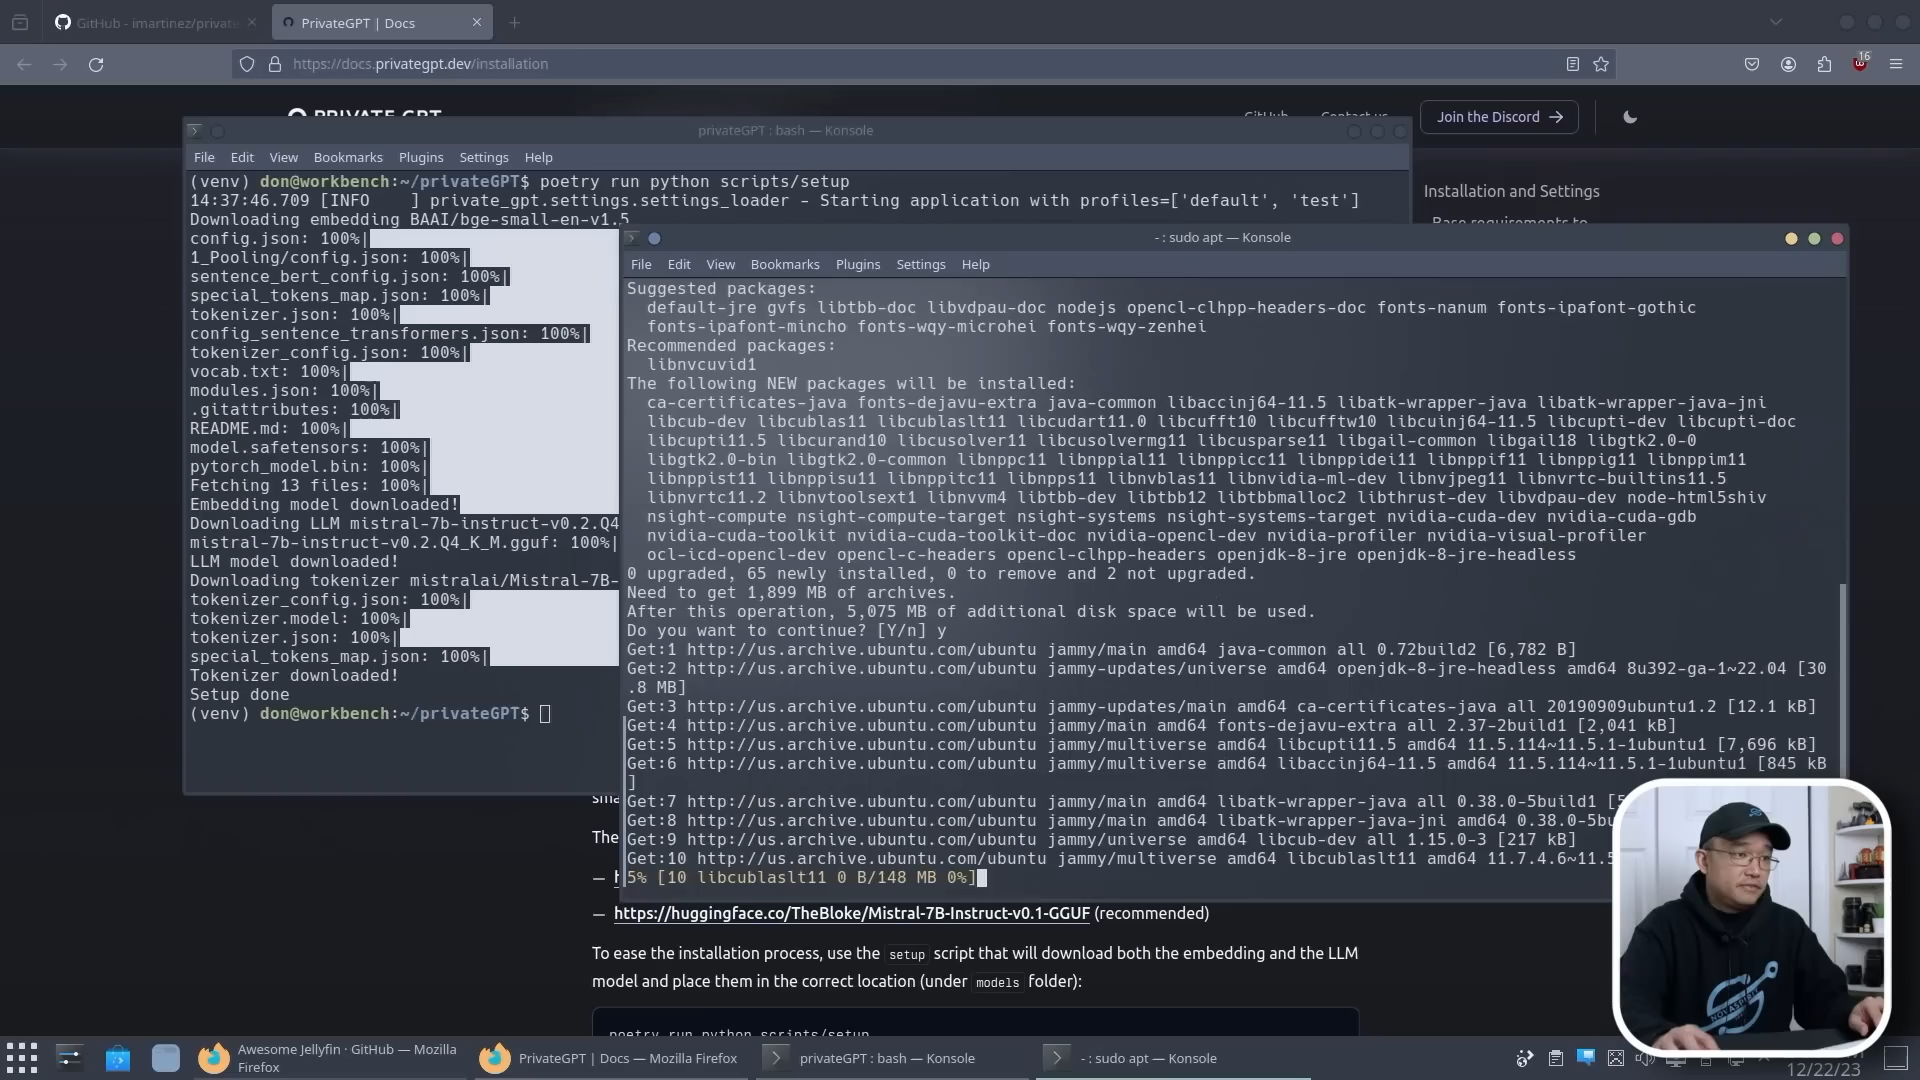 GitHub - imartinez/private
PrivateGPT | Docs
https://docs.privategpt.dev/installation
16
PRIVATE GPT
GitHub
Contact us
Join the Discord →
privateGPT : bash — Konsole
File Edit View Bookmarks Plugins Settings Help
(venv) don@workbench:~/privateGPT$ poetry run python scripts/setup
14:37:46.709 [INFO    ] private_gpt.settings.settings_loader - Starting application with profiles=['default', 'test']
Downloading embedding BAAI/bge-small-en-v1.5
config.json: 100%|
1_Pooling/config.json: 100%|
sentence_bert_config.json: 100%|
special_tokens_map.json: 100%|
tokenizer.json: 100%|
config_sentence_transformers.json: 100%|
tokenizer_config.json: 100%|
vocab.txt: 100%|
modules.json: 100%|
.gitattributes: 100%|
README.md: 100%|
model.safetensors: 100%|
pytorch_model.bin: 100%|
Fetching 13 files: 100%|
Embedding model downloaded!
Downloading LLM mistral-7b-instruct-v0.2.Q4
mistral-7b-instruct-v0.2.Q4_K_M.gguf: 100%|
LLM model downloaded!
Downloading tokenizer mistralai/Mistral-7B-
tokenizer_config.json: 100%|
tokenizer.model: 100%|
tokenizer.json: 100%|
special_tokens_map.json: 100%|
Tokenizer downloaded!
Setup done
(venv) don@workbench:~/privateGPT$
Installation and Settings
Base requirements to
- : sudo apt — Konsole
File Edit View Bookmarks Plugins Settings Help
Suggested packages:
default-jre gvfs libtbb-doc libvdpau-doc nodejs opencl-clhpp-headers-doc fonts-nanum fonts-ipafont-gothic
fonts-ipafont-mincho fonts-wqy-microhei fonts-wqy-zenhei
Recommended packages:
libnvcuvid1
The following NEW packages will be installed:
ca-certificates-java fonts-dejavu-extra java-common libaccinj64-11.5 libatk-wrapper-java libatk-wrapper-java-jni
libcub-dev libcublas11 libcublaslt11 libcudart11.0 libcufft10 libcufftw10 libcuinj64-11.5 libcupti-dev libcupti-doc
libcupti11.5 libcurand10 libcusolver11 libcusolvermg11 libcusparse11 libgail-common libgail18 libgtk2.0-0
libgtk2.0-bin libgtk2.0-common libnppc11 libnppial11 libnppicc11 libnppidei11 libnppif11 libnppig11 libnppim11
libnppist11 libnppisu11 libnppitc11 libnpps11 libnvblas11 libnvidia-ml-dev libnvjpeg11 libnvrtc-builtins11.5
libnvrtc11.2 libnvtoolsext1 libnvvm4 libtbb-dev libtbb12 libtbbmalloc2 libthrust-dev libvdpau-dev node-html5shiv
nsight-compute nsight-compute-target nsight-systems nsight-systems-target nvidia-cuda-dev nvidia-cuda-gdb
nvidia-cuda-toolkit nvidia-cuda-toolkit-doc nvidia-opencl-dev nvidia-profiler nvidia-visual-profiler
ocl-icd-opencl-dev opencl-c-headers opencl-clhpp-headers openjdk-8-jre openjdk-8-jre-headless
0 upgraded, 65 newly installed, 0 to remove and 2 not upgraded.
Need to get 1,899 MB of archives.
After this operation, 5,075 MB of additional disk space will be used.
Do you want to continue? [Y/n] y
Get:1 http://us.archive.ubuntu.com/ubuntu jammy/main amd64 java-common all 0.72build2 [6,782 B]
Get:2 http://us.archive.ubuntu.com/ubuntu jammy-updates/universe amd64 openjdk-8-jre-headless amd64 8u392-ga-1~22.04 [30
.8 MB]
Get:3 http://us.archive.ubuntu.com/ubuntu jammy-updates/main amd64 ca-certificates-java all 20190909ubuntu1.2 [12.1 kB]
Get:4 http://us.archive.ubuntu.com/ubuntu jammy/main amd64 fonts-dejavu-extra all 2.37-2build1 [2,041 kB]
Get:5 http://us.archive.ubuntu.com/ubuntu jammy/multiverse amd64 libcupti11.5 amd64 11.5.114~11.5.1-1ubuntu1 [7,696 kB]
Get:6 http://us.archive.ubuntu.com/ubuntu jammy/multiverse amd64 libaccinj64-11.5 amd64 11.5.114~11.5.1-1ubuntu1 [845 kB
]
Get:7 http://us.archive.ubuntu.com/ubuntu jammy/main amd64 libatk-wrapper-java all 0.38.0-5build1 [5
Get:8 http://us.archive.ubuntu.com/ubuntu jammy/main amd64 libatk-wrapper-java-jni amd64 0.38.0-5bu
Get:9 http://us.archive.ubuntu.com/ubuntu jammy/universe amd64 libcub-dev all 1.15.0-3 [217 kB]
Get:10 http://us.archive.ubuntu.com/ubuntu jammy/multiverse amd64 libcublaslt11 amd64 11.7.4.6~11.5
5% [10 libcublaslt11 0 B/148 MB 0%]
sma
The
— h
— https://huggingface.co/TheBloke/Mistral-7B-Instruct-v0.1-GGUF (recommended)
To ease the installation process, use the setup script that will download both the embedding and the LLM
model and place them in the correct location (under models folder):
poetry run python scripts/setup
Awesome Jellyfin · GitHub — Mozilla
Firefox
PrivateGPT | Docs — Mozilla Firefox
privateGPT : bash — Konsole
- : sudo apt — Konsole
12/22/23